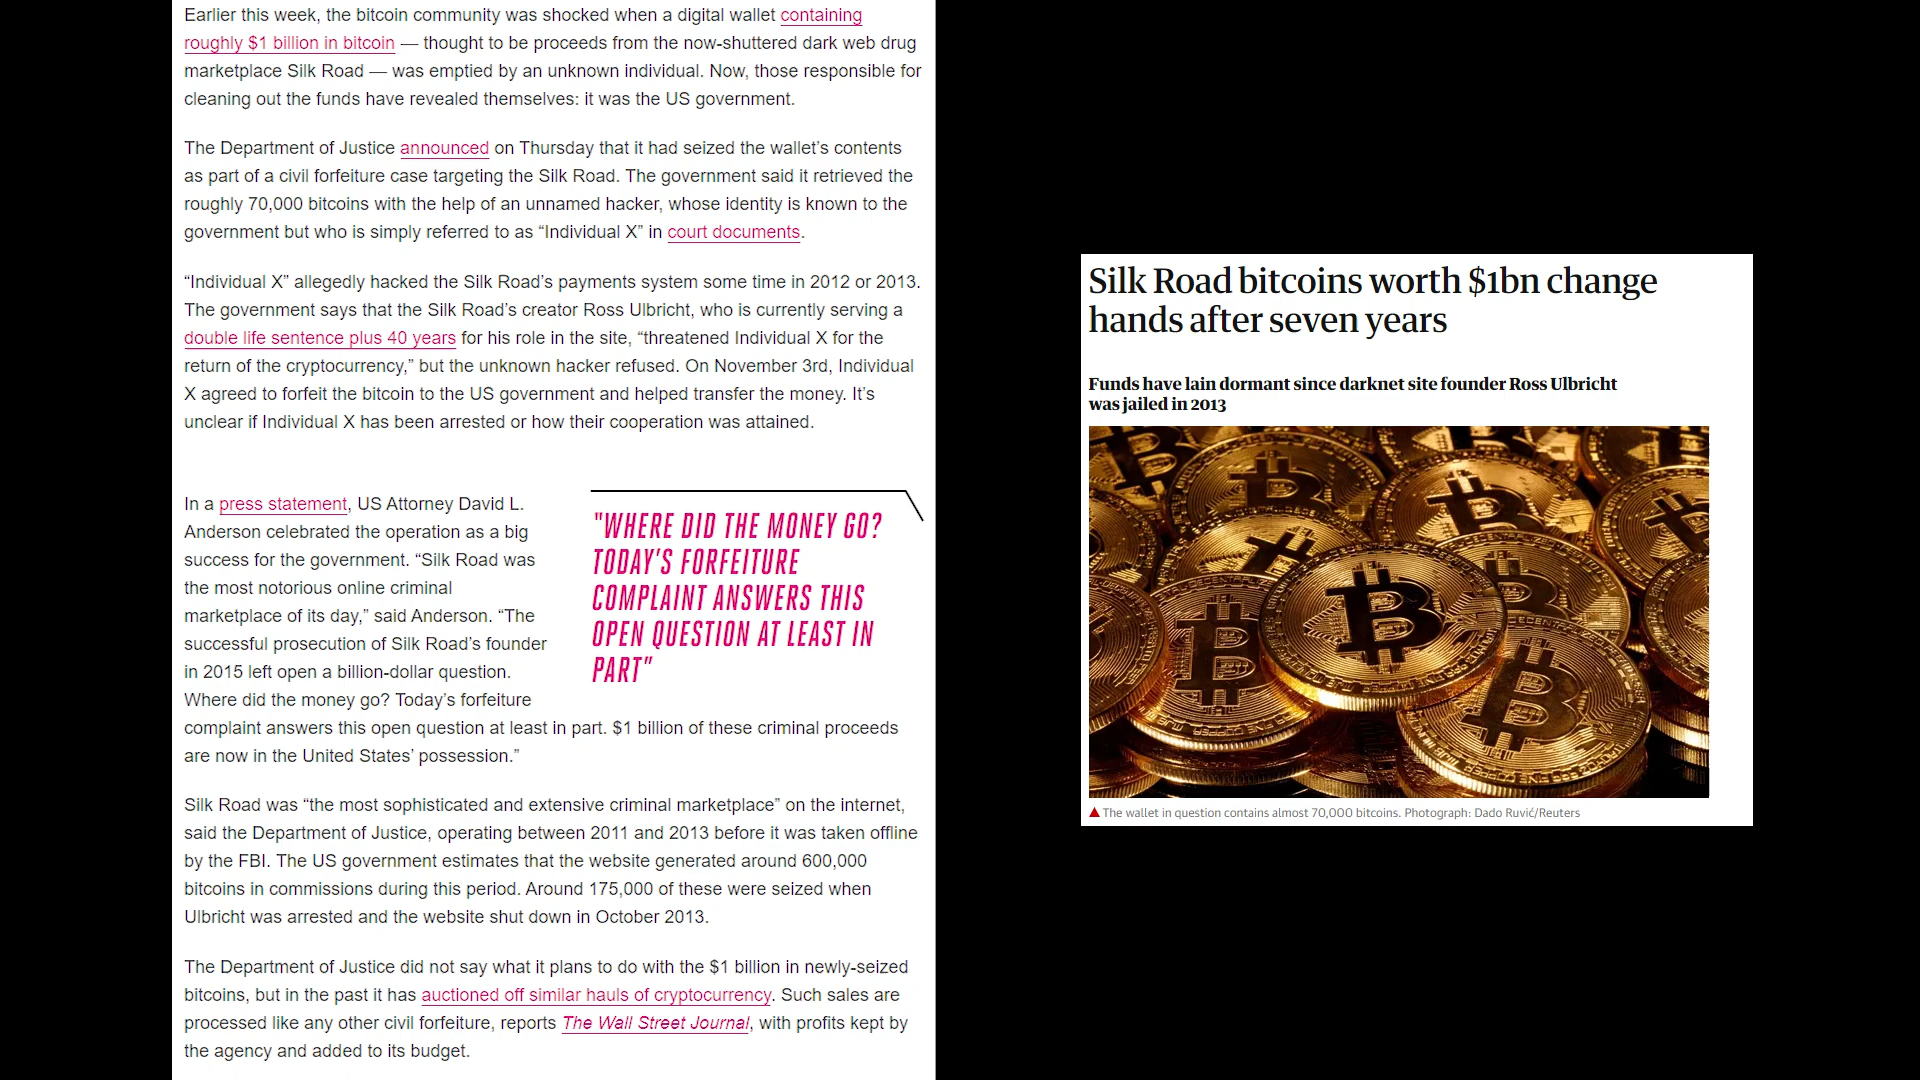 Earlier this week, the bitcoin community was shocked when a digital wallet containing
roughly $1 billion in bitcoin — thought to be proceeds from the now-shuttered dark web drug
marketplace Silk Road — was emptied by an unknown individual. Now, those responsible for
cleaning out the funds have revealed themselves: it was the US government.
The Department of Justice announced on Thursday that it had seized the wallet’s contents
as part of a civil forfeiture case targeting the Silk Road. The government said it retrieved the
roughly 70,000 bitcoins with the help of an unnamed hacker, whose identity is known to the
government but who is simply referred to as “Individual X” in court documents.
“Individual X” allegedly hacked the Silk Road’s payments system some time in 2012 or 2013.
The government says that the Silk Road’s creator Ross Ulbricht, who is currently serving a
double life sentence plus 40 years for his role in the site, “threatened Individual X for the
return of the cryptocurrency,” but the unknown hacker refused. On November 3rd, Individual
X agreed to forfeit the bitcoin to the US government and helped transfer the money. It’s
unclear if Individual X has been arrested or how their cooperation was attained.
In a press statement, US Attorney David L.
Anderson celebrated the operation as a big
success for the government. “Silk Road was
the most notorious online criminal
marketplace of its day,” said Anderson. “The
successful prosecution of Silk Road’s founder
in 2015 left open a billion-dollar question.
Where did the money go? Today’s forfeiture
complaint answers this open question at least in part. $1 billion of these criminal proceeds
are now in the United States’ possession.”
"WHERE DID THE MONEY GO?
TODAY'S FORFEITURE
COMPLAINT ANSWERS THIS
OPEN QUESTION AT LEAST IN
PART"
Silk Road was “the most sophisticated and extensive criminal marketplace” on the internet,
said the Department of Justice, operating between 2011 and 2013 before it was taken offline
by the FBI. The US government estimates that the website generated around 600,000
bitcoins in commissions during this period. Around 175,000 of these were seized when
Ulbricht was arrested and the website shut down in October 2013.
The Department of Justice did not say what it plans to do with the $1 billion in newly-seized
bitcoins, but in the past it has auctioned off similar hauls of cryptocurrency. Such sales are
processed like any other civil forfeiture, reports The Wall Street Journal, with profits kept by
the agency and added to its budget.
Silk Road bitcoins worth $1bn change
hands after seven years
Funds have lain dormant since darknet site founder Ross Ulbricht
was jailed in 2013
The wallet in question contains almost 70,000 bitcoins. Photograph: Dado Ruvić/Reuters